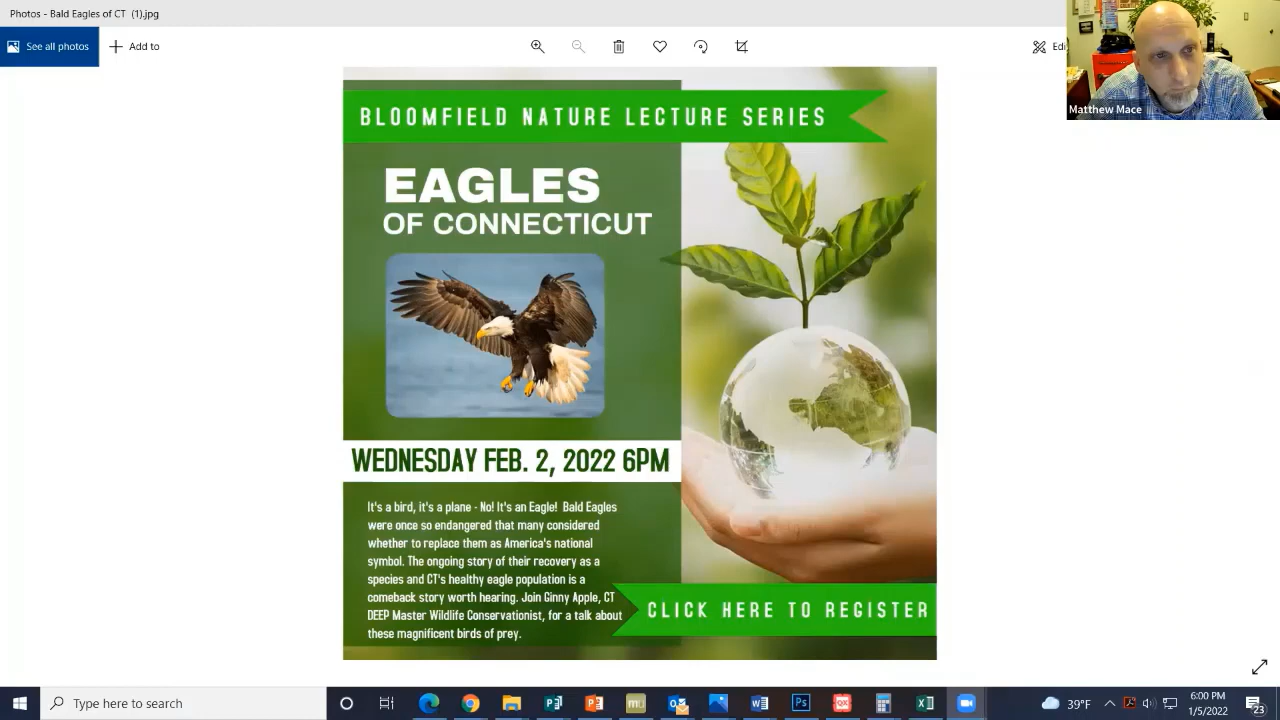 Photos - Bald Eagles of CT (1).jpg
See all photos
Add to
Matthew Mace
BLOOMFIELD NATURE LECTURE SERIES
EAGLES
OF CONNECTICUT
WEDNESDAY FEB. 2, 2022 6PM
It's a bird, it's a plane - No! It's an Eagle! Bald Eagles
were once so endangered that many considered
whether to replace them as America's national
symbol. The ongoing story of their recovery as a
species and CT's healthy eagle population is a
comeback story worth hearing. Join Ginny Apple, CT
DEEP Master Wildlife Conservationist, for a talk about
these magnificent birds of prey.
CLICK HERE TO REGISTER
Type here to search
39°F
6:00 PM
1/5/2022
23